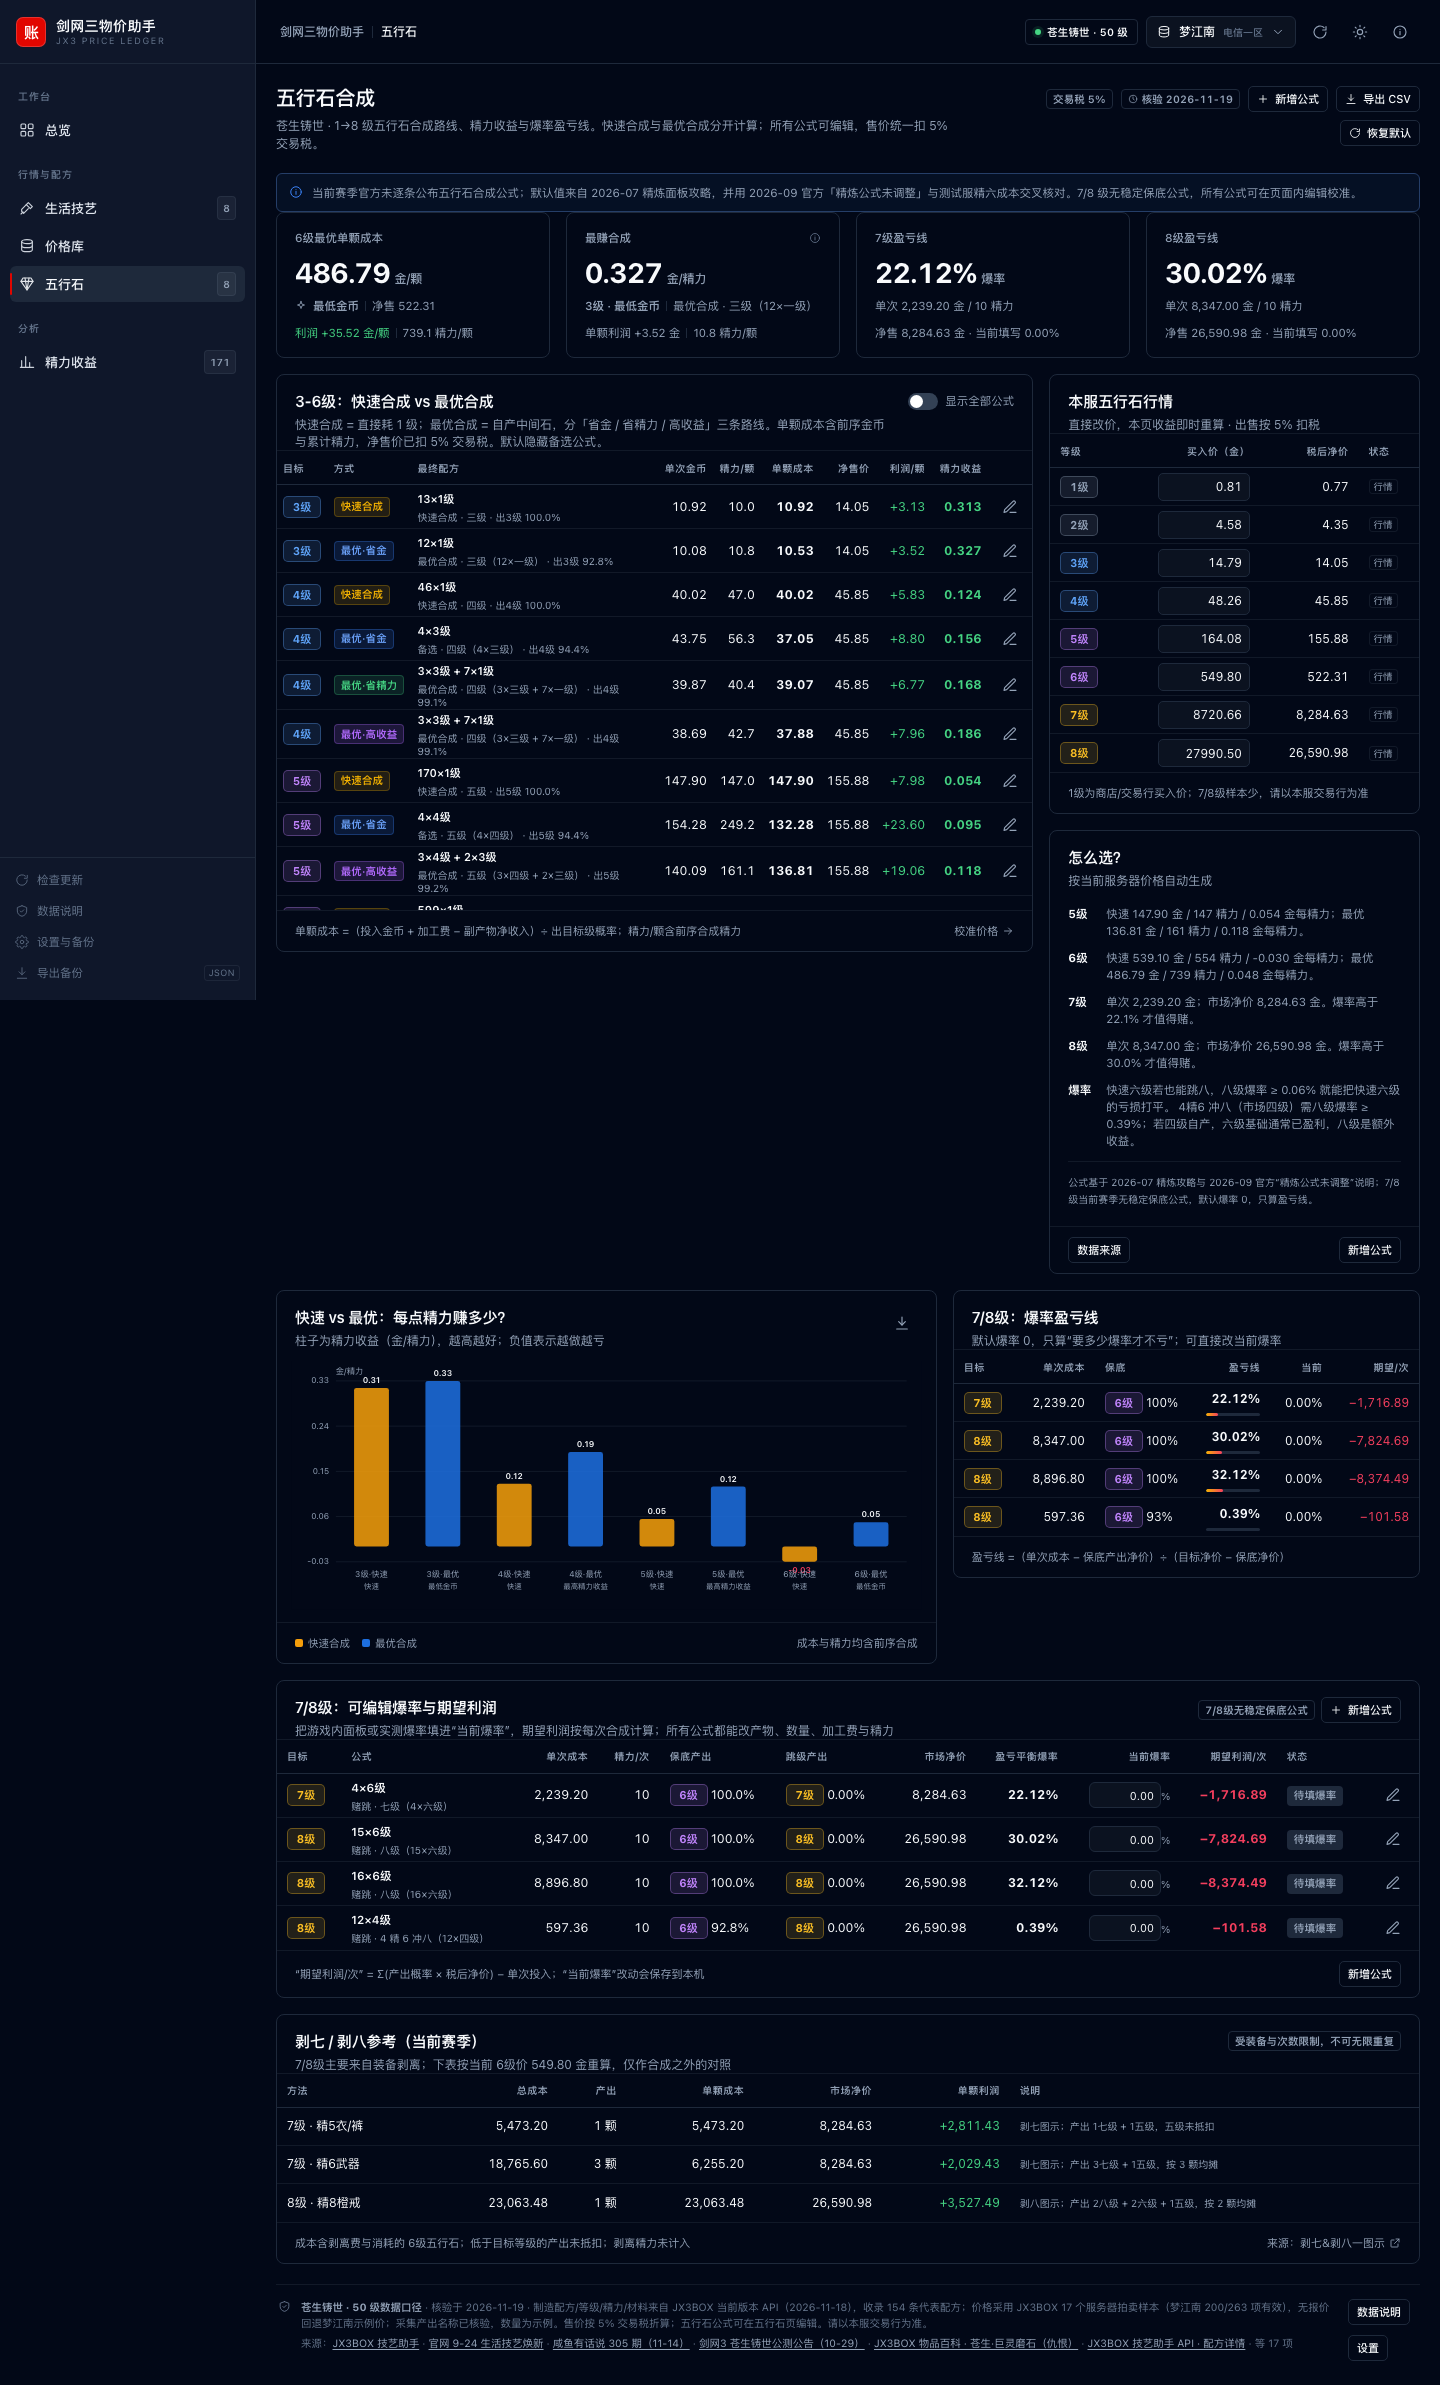 账 剑网三物价助手
JX3 PRICE LEDGER
工作台
总览
行情与配方
生活技艺 8
价格库
五行石 8
分析
精力收益 171
检查更新
数据说明
设置与备份
导出备份 JSON
剑网三物价助手 五行石
苍生铸世 · 50 级 梦江南 电信一区
五行石合成
苍生铸世 · 1→8 级五行石合成路线、精力收益与爆率盈亏线。快速合成与最优合成分开计算；所有公式可编辑，售价统一扣 5%
交易税。
交易税 5% 核验 2026-11-19 新增公式 导出 CSV
恢复默认
当前赛季官方未逐条公布五行石合成公式；默认值来自 2026-07 精炼面板攻略，并用 2026-09 官方「精炼公式未调整」与测试服精六成本交叉核对。7/8 级无稳定保底公式，所有公式可在页面内编辑校准。
6级最优单颗成本
486.79 金/颗
最低金币 净售 522.31
利润 +35.52 金/颗 739.1 精力/颗
最赚合成
0.327 金/精力
3级 · 最低金币 最优合成 · 三级（12×一级）
单颗利润 +3.52 金 10.8 精力/颗
7级盈亏线
22.12% 爆率
单次 2,239.20 金 / 10 精力
净售 8,284.63 金 · 当前填写 0.00%
8级盈亏线
30.02% 爆率
单次 8,347.00 金 / 10 精力
净售 26,590.98 金 · 当前填写 0.00%
3-6级：快速合成 vs 最优合成
显示全部公式
快速合成 = 直接耗 1 级；最优合成 = 自产中间石，分「省金 / 省精力 / 高收益」三条路线。单颗成本含前序金币
与累计精力，净售价已扣 5% 交易税。默认隐藏备选公式。
目标 方式 最终配方 单次金币 精力/颗 单颗成本 净售价 利润/颗 精力收益
3级 快速合成 13×1级 10.92 10.0 10.92 14.05 +3.13 0.313
快速合成 · 三级 · 出3级 100.0%
3级 最优·省金 12×1级 10.08 10.8 10.53 14.05 +3.52 0.327
最优合成 · 三级（12×一级） · 出3级 92.8%
4级 快速合成 46×1级 40.02 47.0 40.02 45.85 +5.83 0.124
快速合成 · 四级 · 出4级 100.0%
4级 最优·省金 4×3级 43.75 56.3 37.05 45.85 +8.80 0.156
备选 · 四级（4×三级） · 出4级 94.4%
4级 最优·省精力 3×3级 + 7×1级 39.87 40.4 39.07 45.85 +6.77 0.168
最优合成 · 四级（3×三级 + 7×一级） · 出4级
99.1%
4级 最优·高收益 3×3级 + 7×1级 38.69 42.7 37.88 45.85 +7.96 0.186
最优合成 · 四级（3×三级 + 7×一级） · 出4级
99.1%
5级 快速合成 170×1级 147.90 147.0 147.90 155.88 +7.98 0.054
快速合成 · 五级 · 出5级 100.0%
5级 最优·省金 4×4级 154.28 249.2 132.28 155.88 +23.60 0.095
备选 · 五级（4×四级） · 出5级 94.4%
5级 最优·高收益 3×4级 + 2×3级 140.09 161.1 136.81 155.88 +19.06 0.118
最优合成 · 五级（3×四级 + 2×三级） · 出5级
99.2%
单颗成本 =（投入金币 + 加工费 − 副产物净收入）÷ 出目标级概率；精力/颗含前序合成精力
校准价格 →
本服五行石行情
直接改价，本页收益即时重算 · 出售按 5% 扣税
等级 买入价（金） 税后净价 状态
1级 0.81 0.77 行情
2级 4.58 4.35 行情
3级 14.79 14.05 行情
4级 48.26 45.85 行情
5级 164.08 155.88 行情
6级 549.80 522.31 行情
7级 8720.66 8,284.63 行情
8级 27990.50 26,590.98 行情
1级为商店/交易行买入价；7/8级样本少，请以本服交易行为准
怎么选?
按当前服务器价格自动生成
5级 快速 147.90 金 / 147 精力 / 0.054 金每精力；最优
136.81 金 / 161 精力 / 0.118 金每精力。
6级 快速 539.10 金 / 554 精力 / -0.030 金每精力；最优
486.79 金 / 739 精力 / 0.048 金每精力。
7级 单次 2,239.20 金；市场净价 8,284.63 金。爆率高于
22.1% 才值得赌。
8级 单次 8,347.00 金；市场净价 26,590.98 金。爆率高于
30.0% 才值得赌。
爆率 快速六级若也能跳八，八级爆率 ≥ 0.06% 就能把快速六级
的亏损打平。 4精6 冲八（市场四级）需八级爆率 ≥
0.39%；若四级自产，六级基础通常已盈利，八级是额外
收益。
公式基于 2026-07 精炼攻略与 2026-09 官方“精炼公式未调整”说明；7/8
级当前赛季无稳定保底公式，默认爆率 0，只算盈亏线。
数据来源 新增公式
快速 vs 最优：每点精力赚多少?
柱子为精力收益（金/精力），越高越好；负值表示越做越亏
金/精力
0.33
0.24
0.15
0.06
-0.03
0.31 0.33 0.12 0.19 0.05 0.12 -0.03 0.05
3级·快速 3级·最优 4级·快速 4级·最优 5级·快速 5级·最优 6级·快速 6级·最优
快速 最低金币 快速 最高精力收益 快速 最高精力收益 快速 最低金币
快速合成 最优合成 成本与精力均含前序合成
7/8级：爆率盈亏线
默认爆率 0，只算“要多少爆率才不亏”；可直接改当前爆率
目标 单次成本 保底 盈亏线 当前 期望/次
7级 2,239.20 6级 100% 22.12% 0.00% −1,716.89
8级 8,347.00 6级 100% 30.02% 0.00% −7,824.69
8级 8,896.80 6级 100% 32.12% 0.00% −8,374.49
8级 597.36 6级 93% 0.39% 0.00% −101.58
盈亏线 =（单次成本 − 保底产出净价）÷（目标净价 − 保底净价）
7/8级：可编辑爆率与期望利润
把游戏内面板或实测爆率填进“当前爆率”，期望利润按每次合成计算；所有公式都能改产物、数量、加工费与精力
7/8级无稳定保底公式 新增公式
目标 公式 单次成本 精力/次 保底产出 跳级产出 市场净价 盈亏平衡爆率 当前爆率 期望利润/次 状态
7级 4×6级 2,239.20 10 6级 100.0% 7级 0.00% 8,284.63 22.12% 0.00 % −1,716.89 待填爆率
赌跳 · 七级（4×六级）
8级 15×6级 8,347.00 10 6级 100.0% 8级 0.00% 26,590.98 30.02% 0.00 % −7,824.69 待填爆率
赌跳 · 八级（15×六级）
8级 16×6级 8,896.80 10 6级 100.0% 8级 0.00% 26,590.98 32.12% 0.00 % −8,374.49 待填爆率
赌跳 · 八级（16×六级）
8级 12×4级 597.36 10 6级 92.8% 8级 0.00% 26,590.98 0.39% 0.00 % −101.58 待填爆率
赌跳 · 4 精 6 冲八（12×四级）
“期望利润/次” = Σ(产出概率 × 税后净价) − 单次投入；“当前爆率”改动会保存到本机
新增公式
剥七 / 剥八参考（当前赛季）
7/8级主要来自装备剥离；下表按当前 6级价 549.80 金重算，仅作合成之外的对照
受装备与次数限制，不可无限重复
方法 总成本 产出 单颗成本 市场净价 单颗利润 说明
7级 · 精5衣/裤 5,473.20 1 颗 5,473.20 8,284.63 +2,811.43 剥七图示；产出 1七级 + 1五级，五级未抵扣
7级 · 精6武器 18,765.60 3 颗 6,255.20 8,284.63 +2,029.43 剥七图示；产出 3七级 + 1五级，按 3 颗均摊
8级 · 精8橙戒 23,063.48 1 颗 23,063.48 26,590.98 +3,527.49 剥八图示；产出 2八级 + 2六级 + 1五级，按 2 颗均摊
成本含剥离费与消耗的 6级五行石；低于目标等级的产出未抵扣；剥离精力未计入
来源：剥七&剥八一图示
苍生铸世 · 50 级数据口径 · 核验于 2026-11-19 · 制造配方/等级/精力/材料来自 JX3BOX 当前版本 API（2026-11-18），收录 154 条代表配方；价格采用 JX3BOX 17 个服务器拍卖样本（梦江南 200/263 项有效），无报价
回退梦江南示例价；采集产出名称已核验，数量为示例。售价按 5% 交易税折算；五行石公式可在五行石页编辑。请以本服交易行为准。
来源： JX3BOX 技艺助手 · 官网 9-24 生活技艺焕新 · 咸鱼有话说 305 期（11-14） · 剑网3 苍生铸世公测公告（10-29） · JX3BOX 物品百科 · 苍生·巨灵磨石（仇恨） · JX3BOX 技艺助手 API · 配方详情 · 等 17 项
数据说明
设置